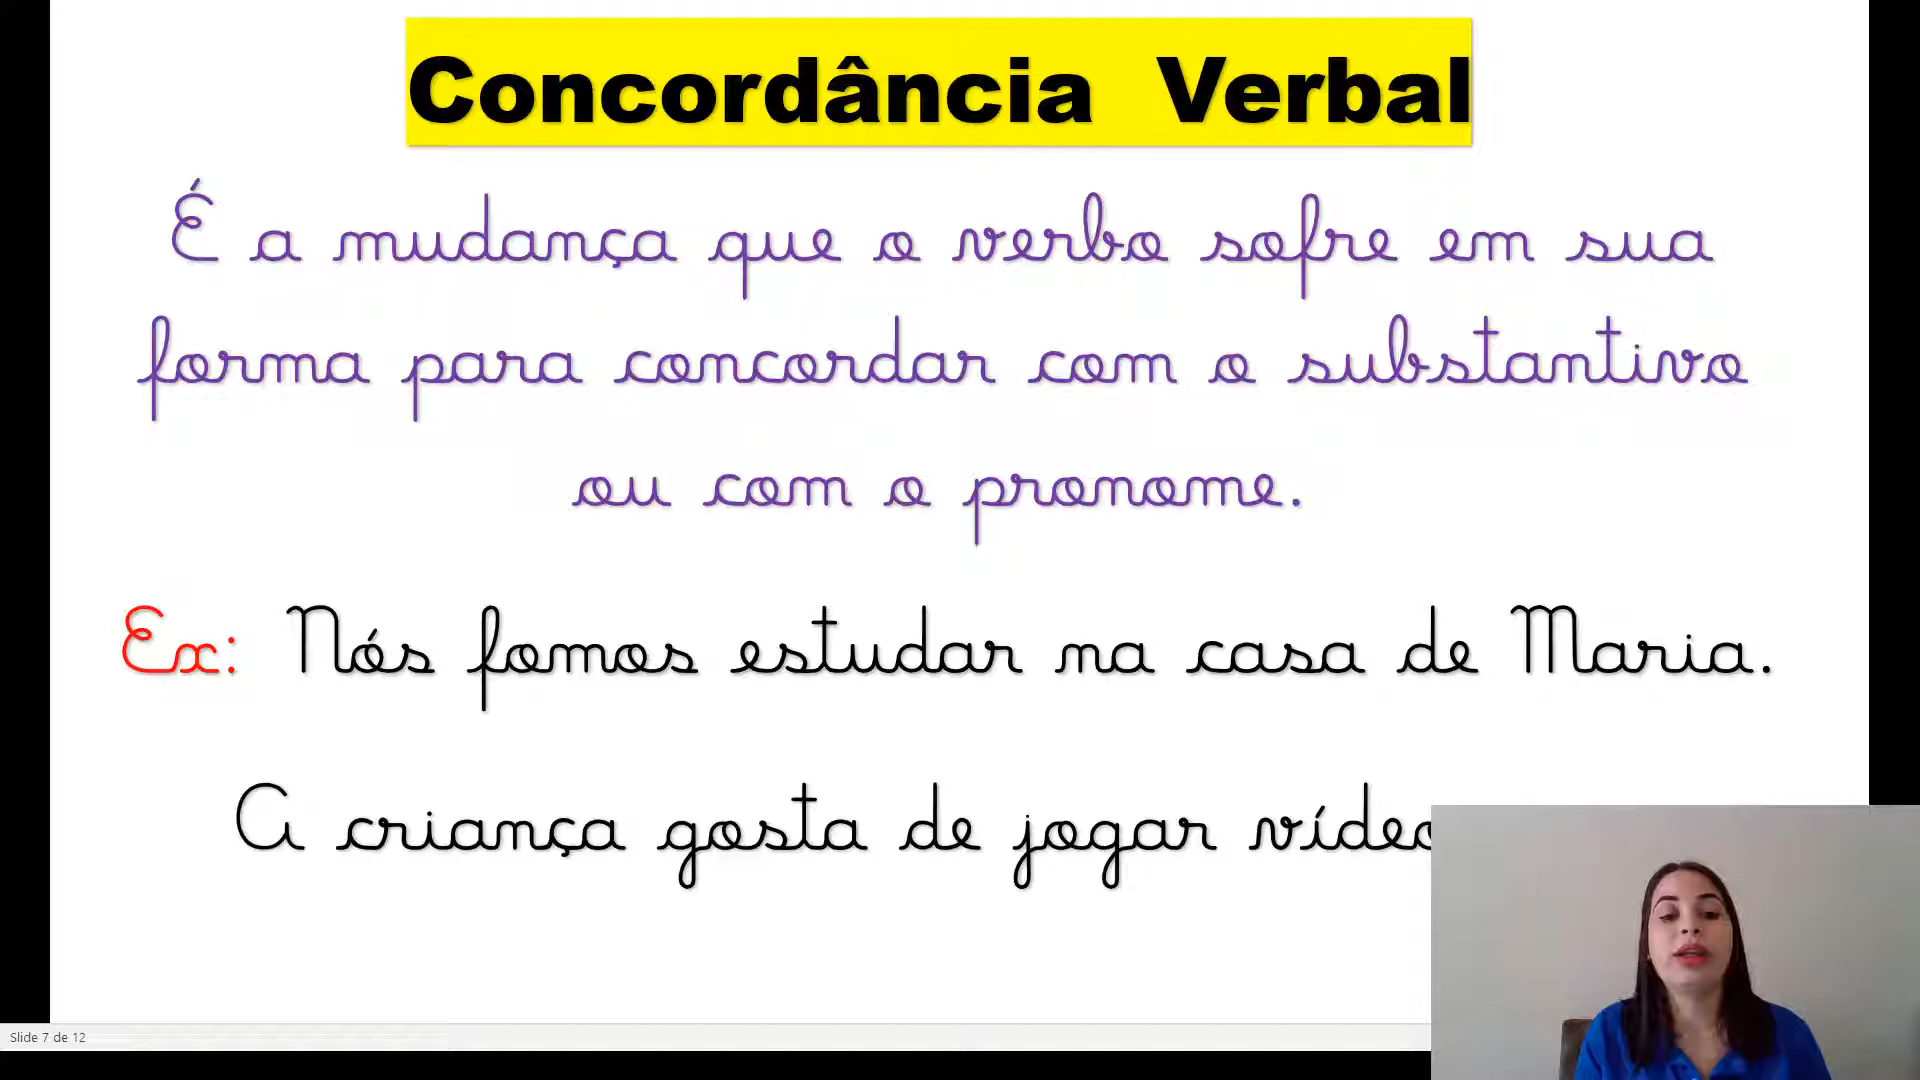 Concordância Verbal
É a mudança que o verbo sofre em sua
forma para concordar com o substantivo
ou com o pronome.
Ex: Nós fomos estudar na casa de Maria.
A criança gosta de jogar vídeo
Slide 7 de 12